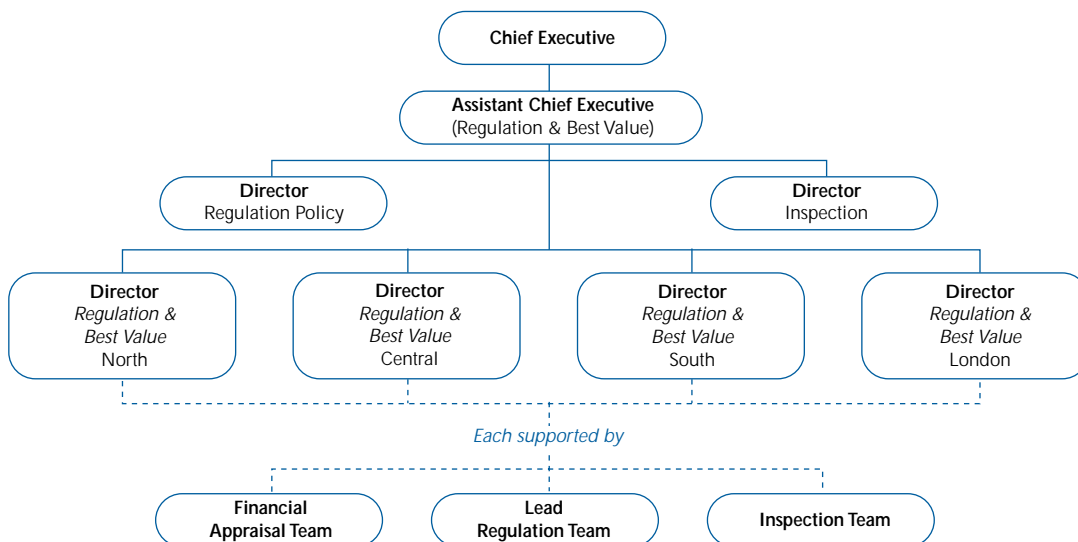 Chief Executive
Assistant Chief Executive
(Regulation & Best Value)
Director
Regulation Policy
Director
Inspection
Director
Regulation &
Best Value
North
Director
Regulation &
Best Value
Central
Director
Regulation &
Best Value
South
Director
Regulation &
Best Value
London
Each supported by
Financial
Appraisal Team
Lead
Regulation Team
Inspection Team